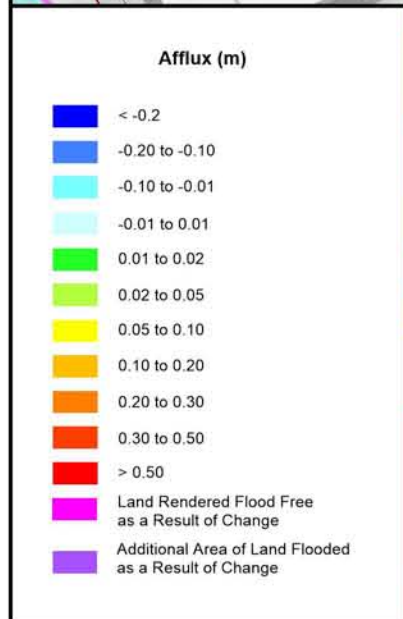 Afflux (m)
< -0.2
-0.20 to -0.10
-0.10 to -0.01
-0.01 to 0.01
0.01 to 0.02
0.02 to 0.05
0.05 to 0.10
0.10 to 0.20
0.20 to 0.30
0.30 to 0.50
> 0.50
Land Rendered Flood Free
as a Result of Change
Additional Area of Land Flooded
as a Result of Change